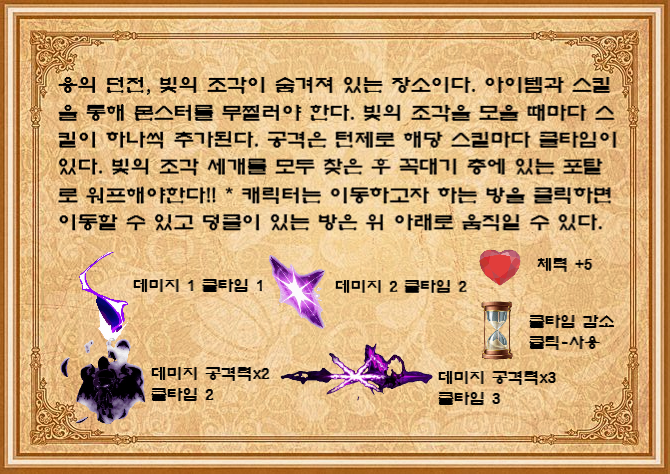 용의 던전, 빛의 조각이 숨겨져 있는 장소이다. 아이템과 스킬
을 통해 몬스터를 무찔러야 한다. 빛의 조각을 모을 때마다 스
킬이 하나씩 추가된다. 공격은 턴제로 해당 스킬마다 쿨타임이
있다. 빛의 조각 세개를 모두 찾은 후 꼭대기 층에 있는 포탈
로 워프해야한다!! * 캐릭터는 이동하고자 하는 방을 클릭하면
이동할 수 있고 덩쿨이 있는 방은 위 아래로 움직일 수 있다.
데미지 1 쿨타임 1
데미지 2 쿨타임 2
체력 +5
쿨타임 감소
클릭-사용
데미지 공격력x2
쿨타임 2
데미지 공격력x3
쿨타임 3